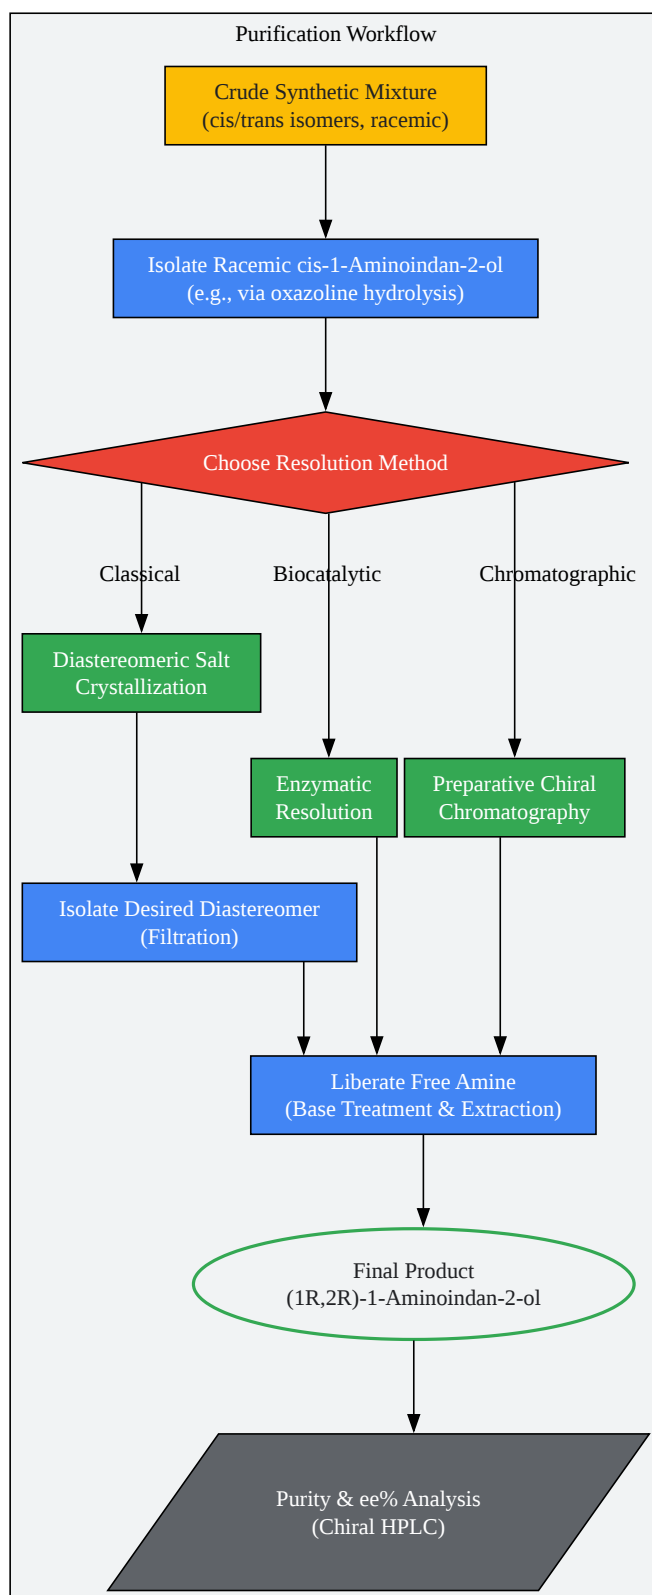 Purification Workflow
Crude Synthetic Mixture
(cis/trans isomers, racemic)
Isolate Racemic cis-1-Aminoindan-2-ol
(e.g., via oxazoline hydrolysis)
Choose Resolution Method
Classical
Biocatalytic
Chromatographic
Diastereomeric Salt
Crystallization
Enzymatic
Resolution
Preparative Chiral
Chromatography
Isolate Desired Diastereomer
(Filtration)
Liberate Free Amine
(Base Treatment & Extraction)
Final Product
(1R,2R)-1-Aminoindan-2-ol
Purity & ee% Analysis
(Chiral HPLC)